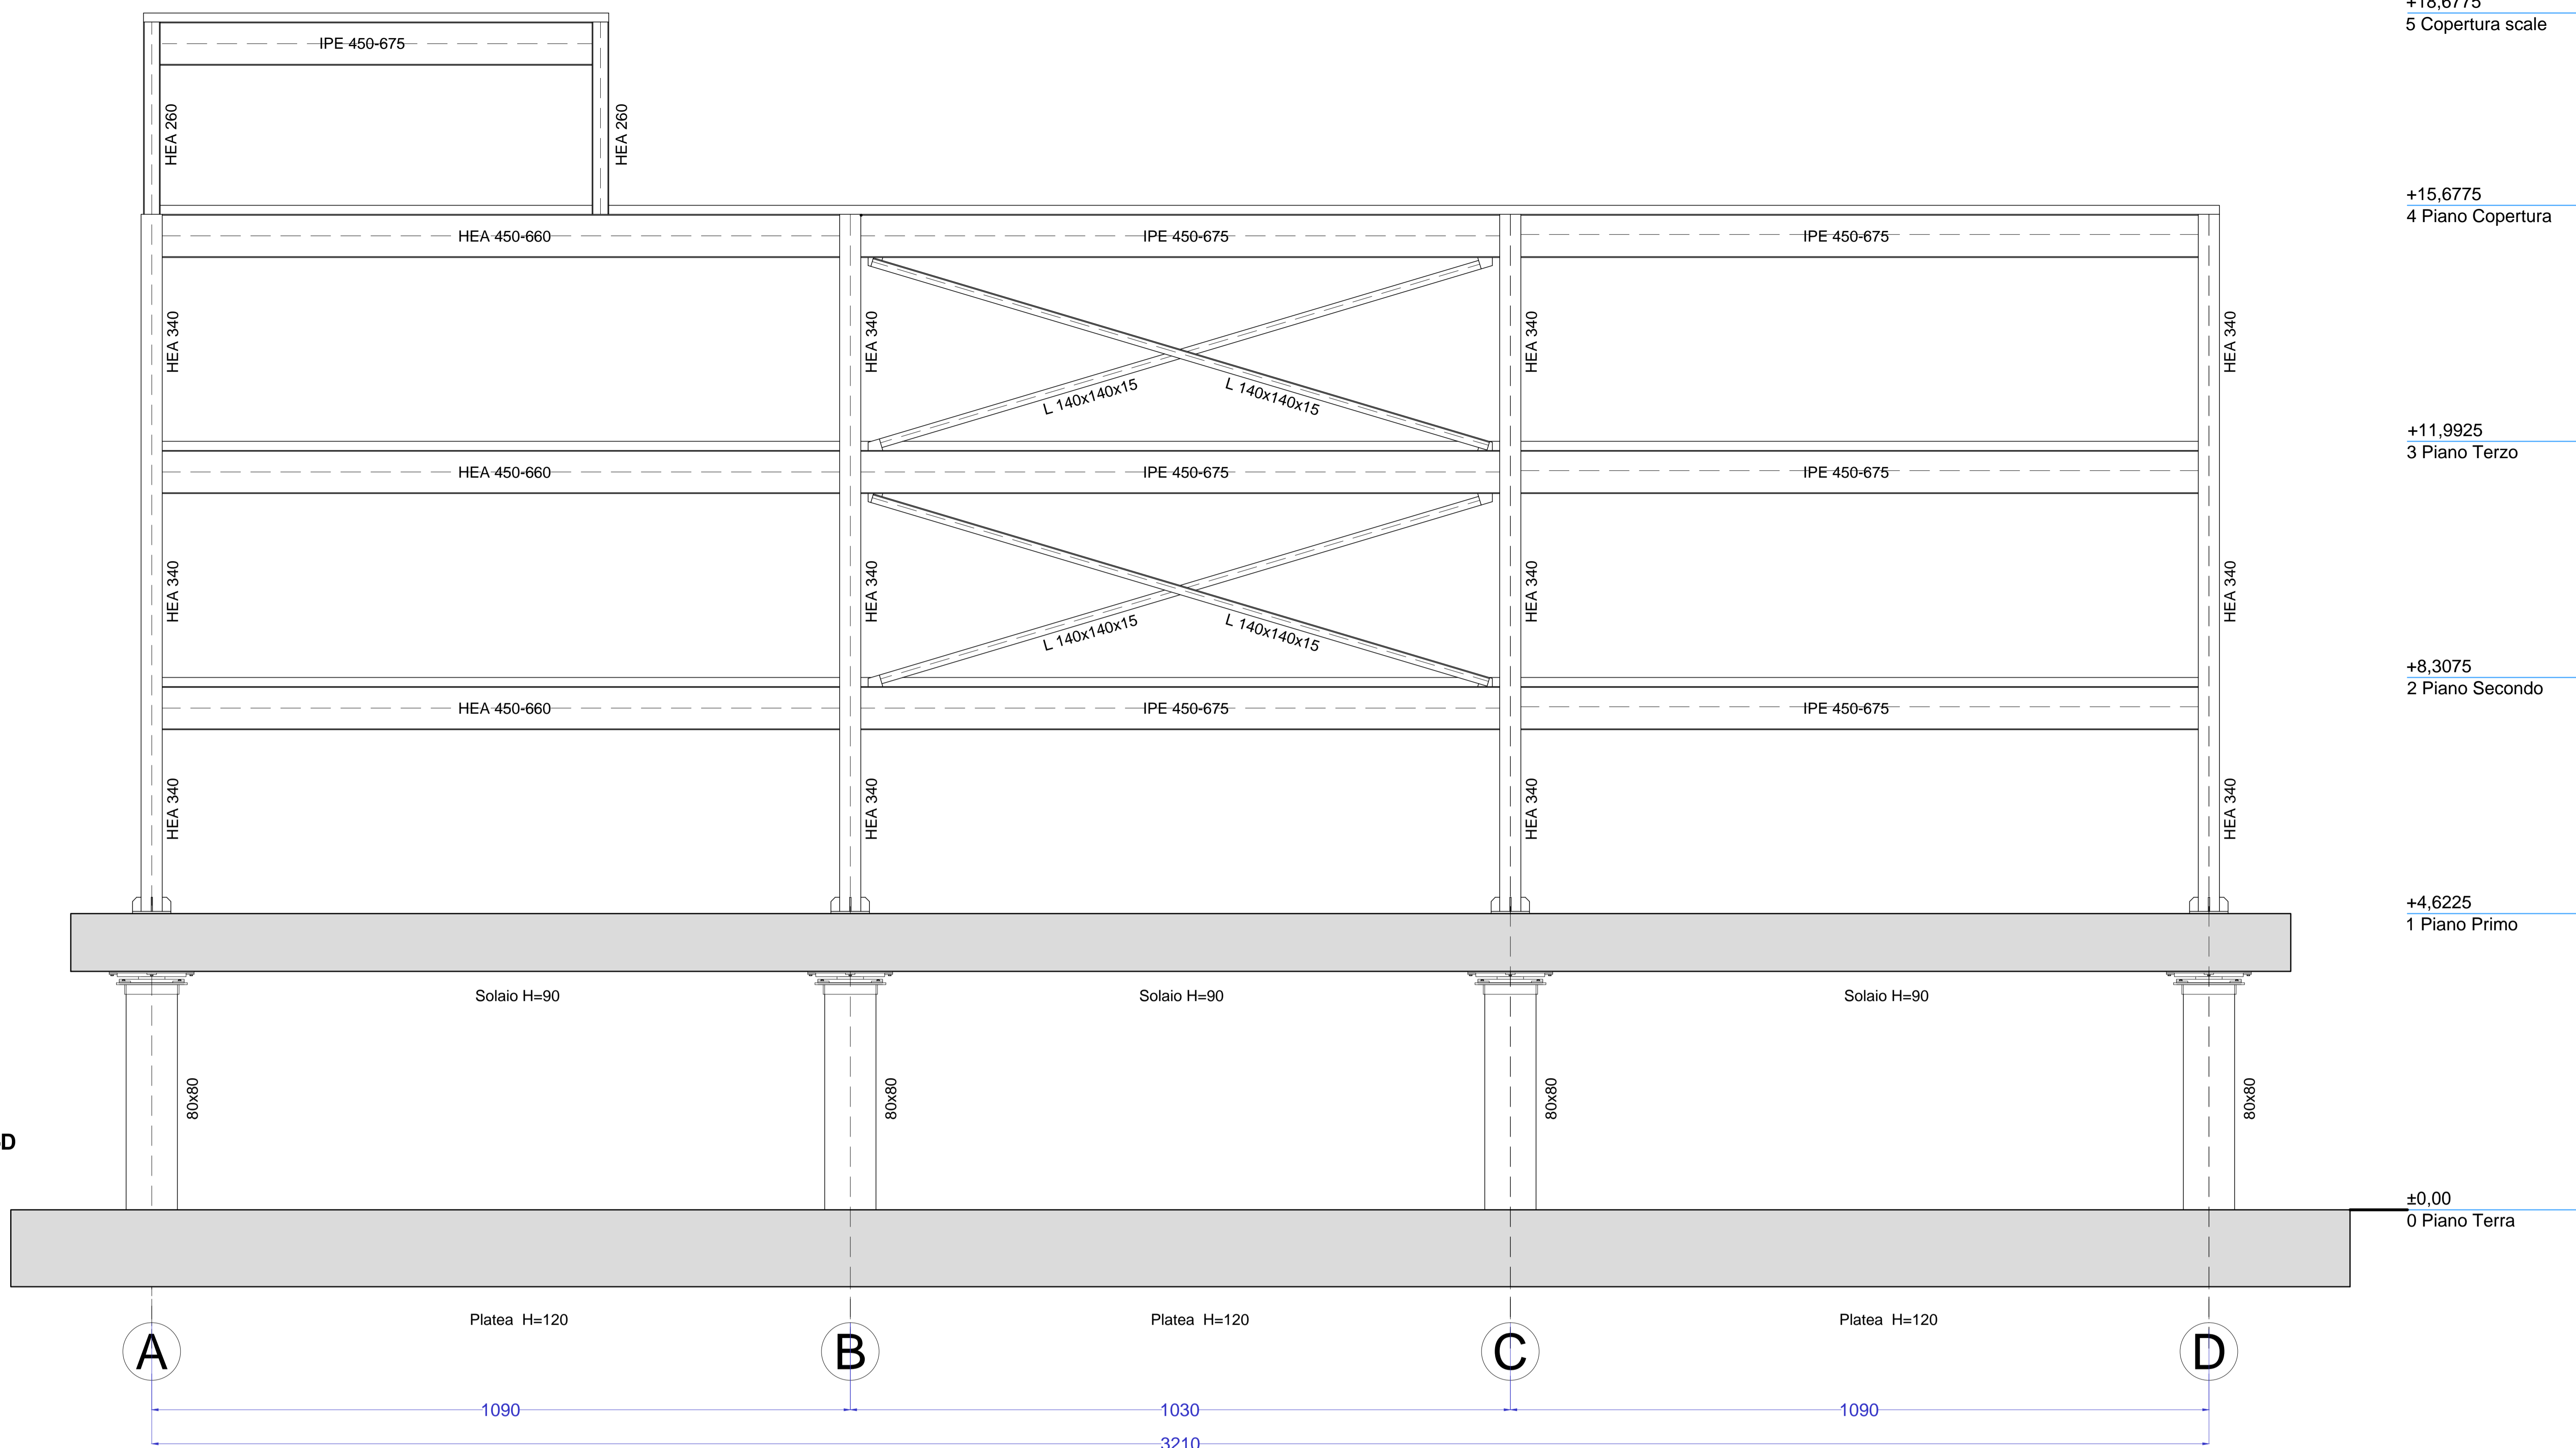 +18,6775
5 Copertura scale
IPE 450-675
HEA 260
HEA 260
+15,6775
4 Piano Copertura
HEA 450-660
IPE 450-675
IPE 450-675
HEA 340
HEA 340
HEA 340
HEA 340
L 140x140x15
L 140x140x15
+11,9925
3 Piano Terzo
HEA 450-660
IPE 450-675
IPE 450-675
HEA 340
HEA 340
HEA 340
HEA 340
L 140x140x15
L 140x140x15
+8,3075
2 Piano Secondo
HEA 450-660
IPE 450-675
IPE 450-675
HEA 340
HEA 340
HEA 340
HEA 340
+4,6225
1 Piano Primo
Solaio H=90
Solaio H=90
Solaio H=90
80x80
80x80
80x80
80x80
D
±0,00
0 Piano Terra
Platea H=120
Platea H=120
Platea H=120
A
B
C
D
1090
1030
1090
3210